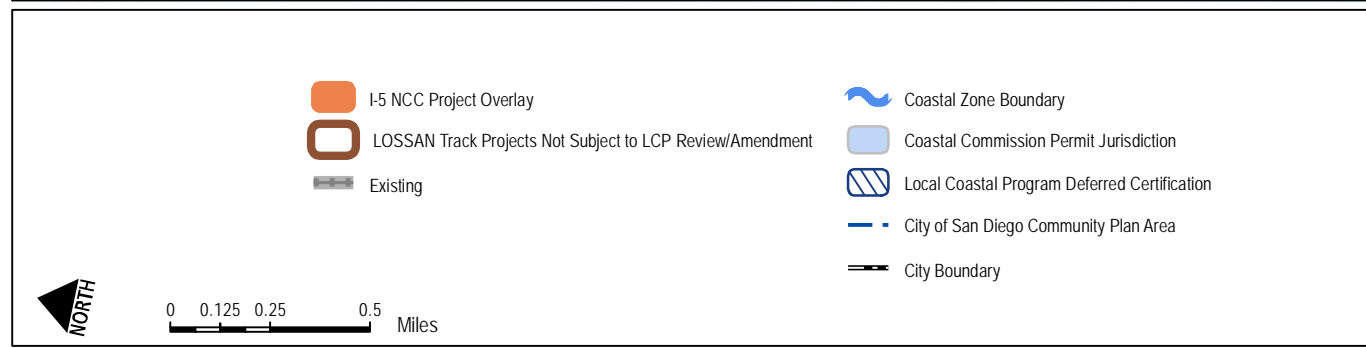 I-5 NCC Project Overlay
LOSSAN Track Projects Not Subject to LCP Review/Amendment
Existing
Coastal Zone Boundary
Coastal Commission Permit Jurisdiction
Local Coastal Program Deferred Certification
City of San Diego Community Plan Area
City Boundary
NORTH
0 0.125 0.25 0.5
Miles